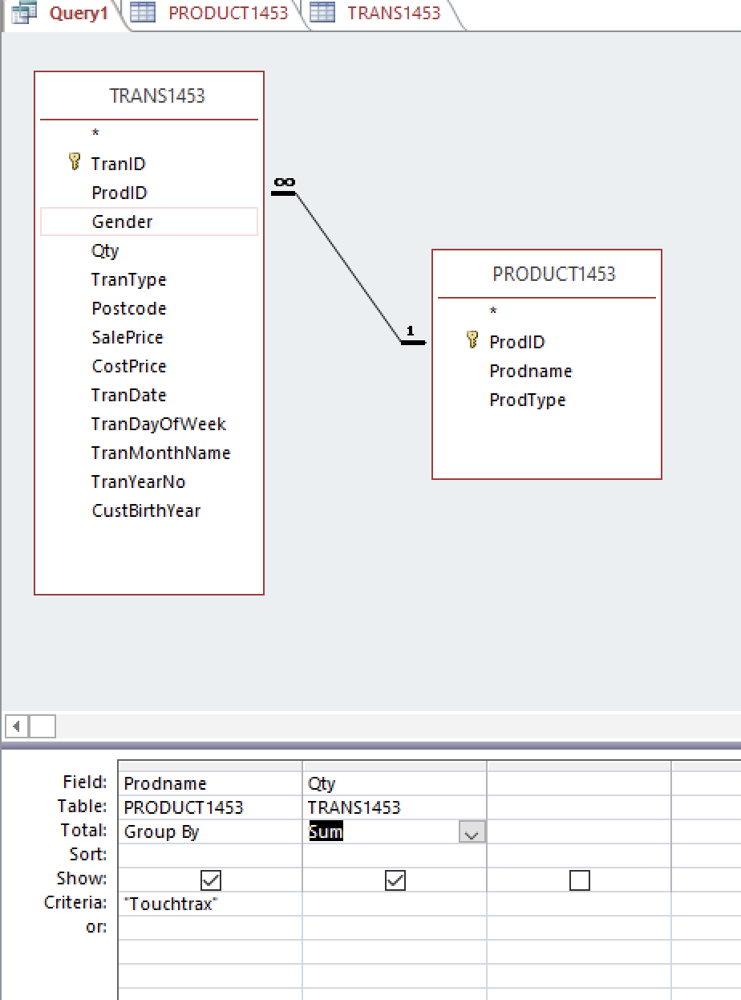 Query1 PRODUCT1453 TRANS1453
TRANS1453
*
TranID
ProdID
Gender
Qty
TranType
Postcode
SalePrice
CostPrice
TranDate
TranDayOfWeek
TranMonthName
TranYearNo
CustBirthYear
∞
1
PRODUCT1453
*
ProdID
Prodname
ProdType
Field: Prodname Qty
Table: PRODUCT1453 TRANS1453
Total: Group By Sum
Sort:
Show:
Criteria: "Touchtrax"
or: